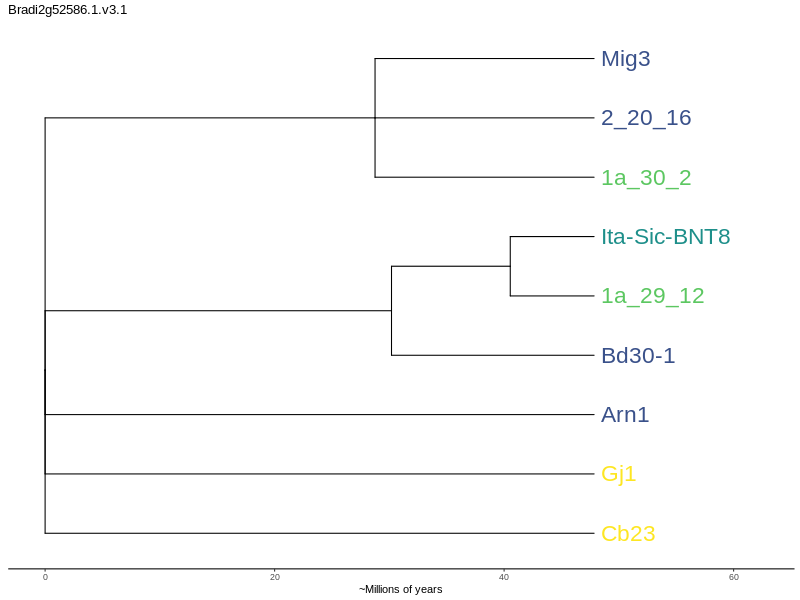 Bradi2g52586.1.v3.1
Mig3
2_20_16
1a_30_2
Ita-Sic-BNT8
1a_29_12
Bd30-1
Arn1
Gj1
Cb23
0 20 40 60
~Millions of years